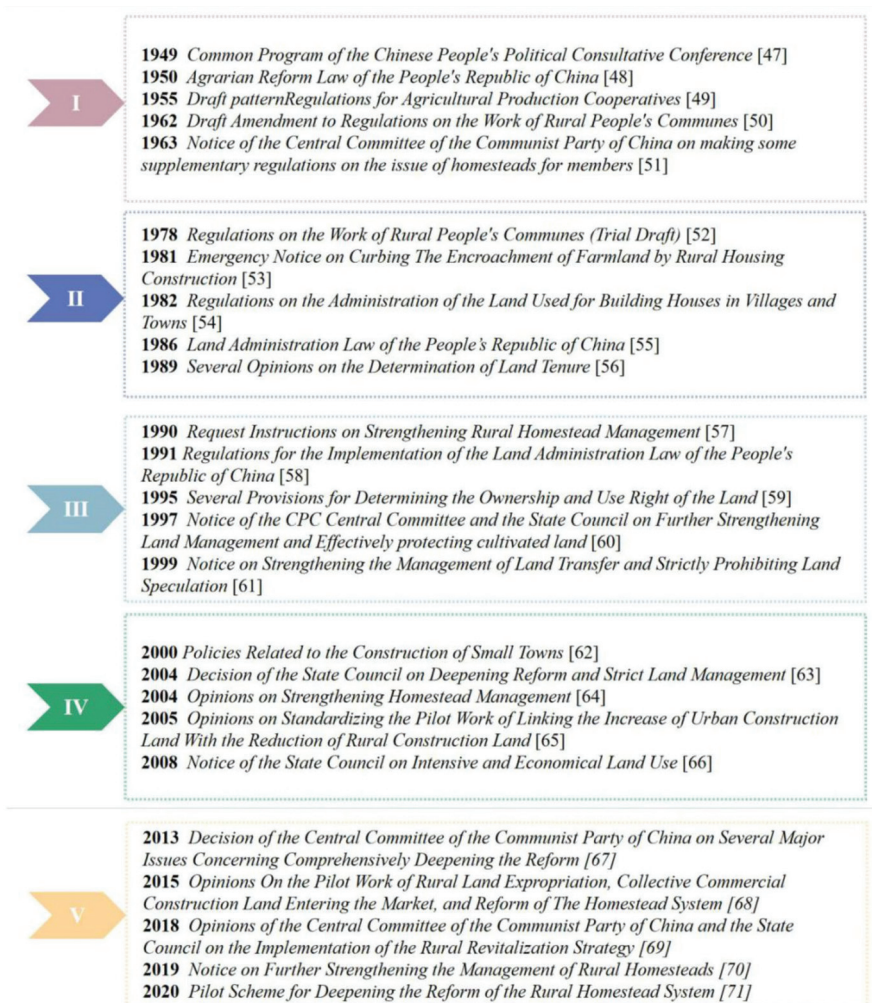 I
1949 Common Program of the Chinese People's Political Consultative Conference [47]
1950 Agrarian Reform Law of the People's Republic of China [48]
1955 Draft patternRegulations for Agricultural Production Cooperatives [49]
1962 Draft Amendment to Regulations on the Work of Rural People's Communes [50]
1963 Notice of the Central Committee of the Communist Party of China on making some
supplementary regulations on the issue of homesteads for members [51]
II
1978 Regulations on the Work of Rural People's Communes (Trial Draft) [52]
1981 Emergency Notice on Curbing The Encroachment of Farmland by Rural Housing
Construction [53]
1982 Regulations on the Administration of the Land Used for Building Houses in Villages and
Towns [54]
1986 Land Administration Law of the People’s Republic of China [55]
1989 Several Opinions on the Determination of Land Tenure [56]
III
1990 Request Instructions on Strengthening Rural Homestead Management [57]
1991 Regulations for the Implementation of the Land Administration Law of the People's
Republic of China [58]
1995 Several Provisions for Determining the Ownership and Use Right of the Land [59]
1997 Notice of the CPC Central Committee and the State Council on Further Strengthening
Land Management and Effectively protecting cultivated land [60]
1999 Notice on Strengthening the Management of Land Transfer and Strictly Prohibiting Land
Speculation [61]
IV
2000 Policies Related to the Construction of Small Towns [62]
2004 Decision of the State Council on Deepening Reform and Strict Land Management [63]
2004 Opinions on Strengthening Homestead Management [64]
2005 Opinions on Standardizing the Pilot Work of Linking the Increase of Urban Construction
Land With the Reduction of Rural Construction Land [65]
2008 Notice of the State Council on Intensive and Economical Land Use [66]
V
2013 Decision of the Central Committee of the Communist Party of China on Several Major
Issues Concerning Comprehensively Deepening the Reform [67]
2015 Opinions On the Pilot Work of Rural Land Expropriation, Collective Commercial
Construction Land Entering the Market, and Reform of The Homestead System [68]
2018 Opinions of the Central Committee of the Communist Party of China and the State
Council on the Implementation of the Rural Revitalization Strategy [69]
2019 Notice on Further Strengthening the Management of Rural Homesteads [70]
2020 Pilot Scheme for Deepening the Reform of the Rural Homestead System [71]